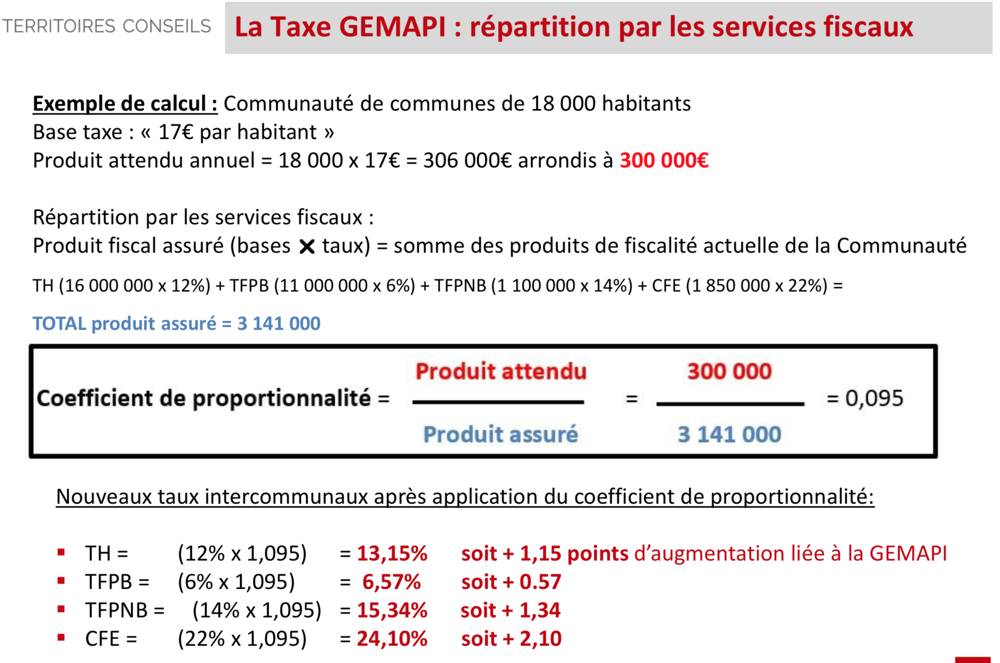 TERRITOIRES CONSEILS
La Taxe GEMAPI : répartition par les services fiscaux
Exemple de calcul : Communauté de communes de 18 000 habitants
Base taxe : « 17€ par habitant »
Produit attendu annuel = 18 000 x 17€ = 306 000€ arrondis à 300 000€
Répartition par les services fiscaux :
Produit fiscal assuré (bases ✕ taux) = somme des produits de fiscalité actuelle de la Communauté
TH (16 000 000 x 12%) + TFPB (11 000 000 x 6%) + TFPNB (1 100 000 x 14%) + CFE (1 850 000 x 22%) =
TOTAL produit assuré = 3 141 000
Produit attendu 300 000
Coefficient de proportionnalité = = = 0,095
Produit assuré 3 141 000
Nouveaux taux intercommunaux après application du coefficient de proportionnalité:
▪ TH = (12% x 1,095) = 13,15% soit + 1,15 points d’augmentation liée à la GEMAPI
▪ TFPB = (6% x 1,095) = 6,57% soit + 0.57
▪ TFPNB = (14% x 1,095) = 15,34% soit + 1,34
▪ CFE = (22% x 1,095) = 24,10% soit + 2,10